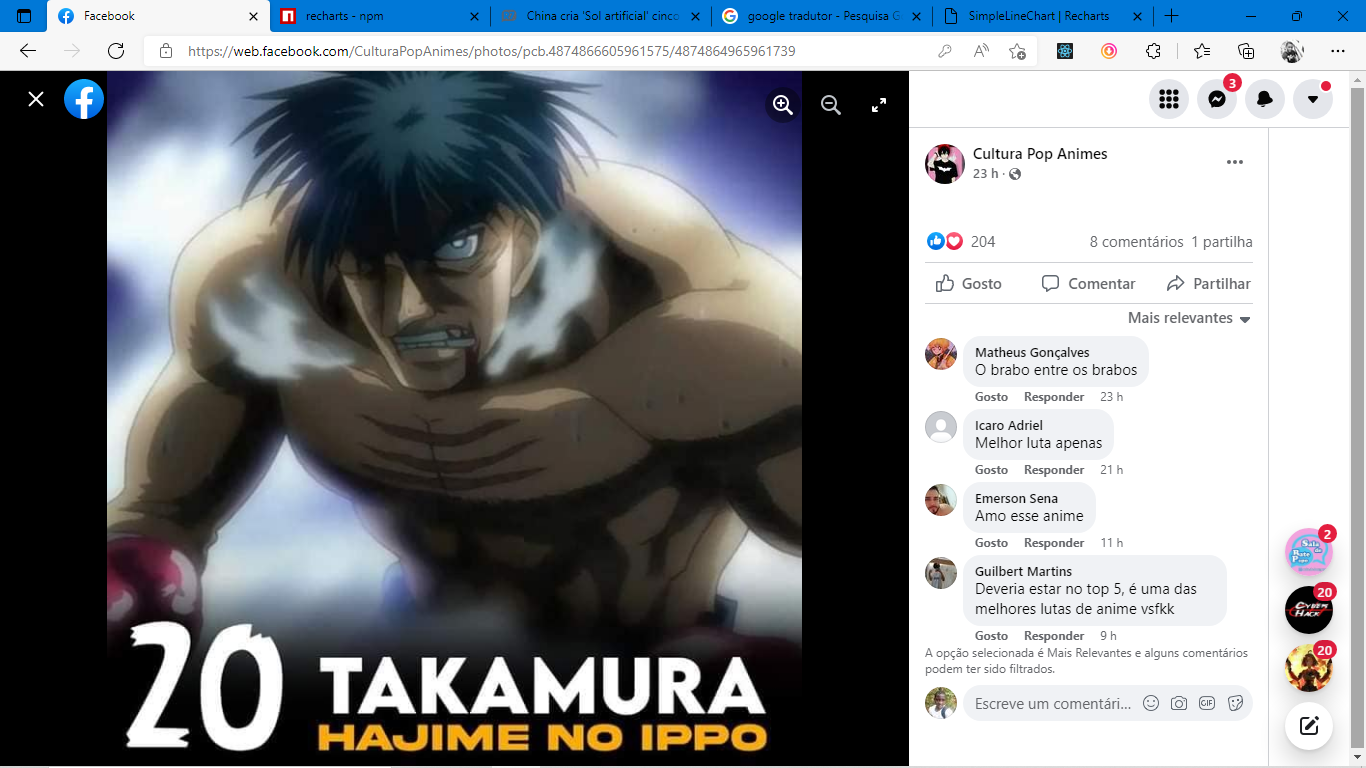 Facebook
recharts - npm
China cria 'Sol artificial' cinco
google tradutor - Pesquisa G
SimpleLineChart | Recharts
https://web.facebook.com/CulturaPopAnimes/photos/pcb.4874866605961575/4874864965961739
3
Cultura Pop Animes
23 h ·
204
8 comentários 1 partilha
Gosto Comentar Partilhar
Mais relevantes
Matheus Gonçalves
O brabo entre os brabos
Gosto Responder 23 h
Icaro Adriel
Melhor luta apenas
Gosto Responder 21 h
Emerson Sena
Amo esse anime
Gosto Responder 11 h
Guilbert Martins
Deveria estar no top 5, é uma das
melhores lutas de anime vsfkk
Gosto Responder 9 h
A opção selecionada é Mais Relevantes e alguns comentários
podem ter sido filtrados.
Escreve um comentári...
GIF
2
20
20
20 TAKAMURA
HAJIME NO IPPO